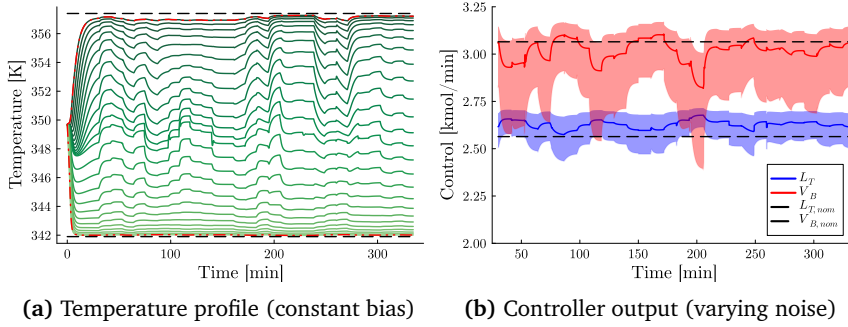 356
354
352
350
348
346
344
342
Temperature [K]
0
100
200
300
Time [min]
(a) Temperature profile (constant bias)
3.25
3.00
2.75
2.50
2.25
2.00
Control [kmol/min]
50
100
150
200
250
300
Time [min]
L_T
V_B
L_{T,nom}
V_{B,nom}
(b) Controller output (varying noise)